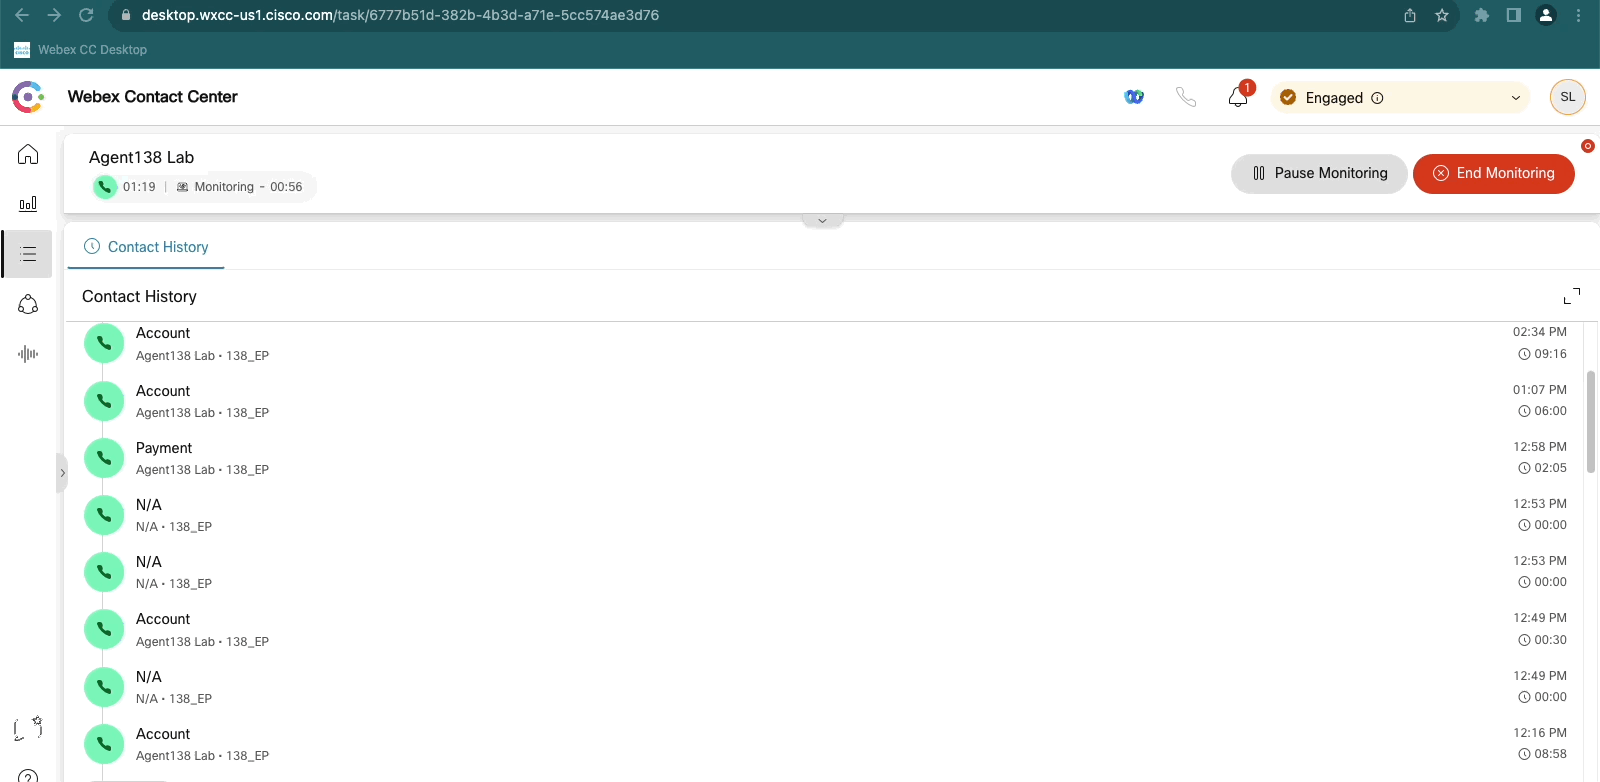 desktop.wxcc-us1.cisco.com/task/6777b51d-382b-4b3d-a71e-5cc574ae3d76
Webex CC Desktop
Webex Contact Center
1
Engaged
SL
Agent138 Lab
01:19 | Monitoring - 00:56
Pause Monitoring
End Monitoring
Contact History
Contact History
Account 02:34 PM
Agent138 Lab • 138_EP 09:16
Account 01:07 PM
Agent138 Lab • 138_EP 06:00
Payment 12:58 PM
Agent138 Lab • 138_EP 02:05
N/A 12:53 PM
N/A • 138_EP 00:00
N/A 12:53 PM
N/A • 138_EP 00:00
Account 12:49 PM
Agent138 Lab • 138_EP 00:30
N/A 12:49 PM
N/A • 138_EP 00:00
Account 12:16 PM
Agent138 Lab • 138_EP 08:58